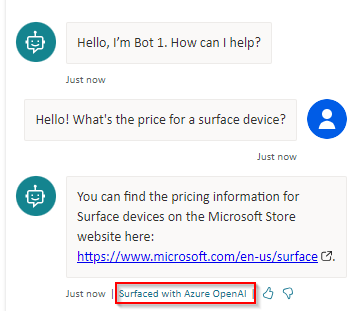 Hello, I'm Bot 1. How can I help?
Just now
Hello! What's the price for a surface device?
Just now
You can find the pricing information for
Surface devices on the Microsoft Store
website here:
https://www.microsoft.com/en-us/surface.
Just now | Surfaced with Azure OpenAI |